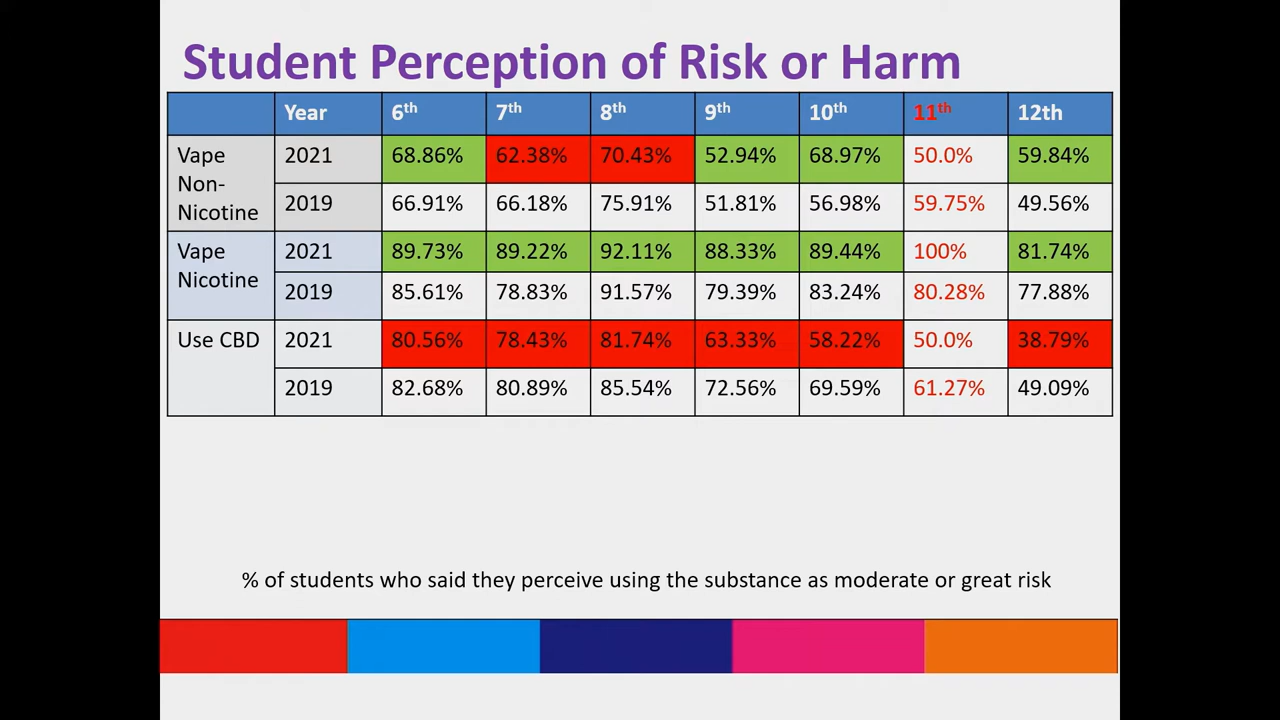 Student Perception of Risk or Harm
Year 6th 7th 8th 9th 10th 11th 12th
Vape Non-Nicotine 2021 68.86% 62.38% 70.43% 52.94% 68.97% 50.0% 59.84%
2019 66.91% 66.18% 75.91% 51.81% 56.98% 59.75% 49.56%
Vape Nicotine 2021 89.73% 89.22% 92.11% 88.33% 89.44% 100% 81.74%
2019 85.61% 78.83% 91.57% 79.39% 83.24% 80.28% 77.88%
Use CBD 2021 80.56% 78.43% 81.74% 63.33% 58.22% 50.0% 38.79%
2019 82.68% 80.89% 85.54% 72.56% 69.59% 61.27% 49.09%
% of students who said they perceive using the substance as moderate or great risk